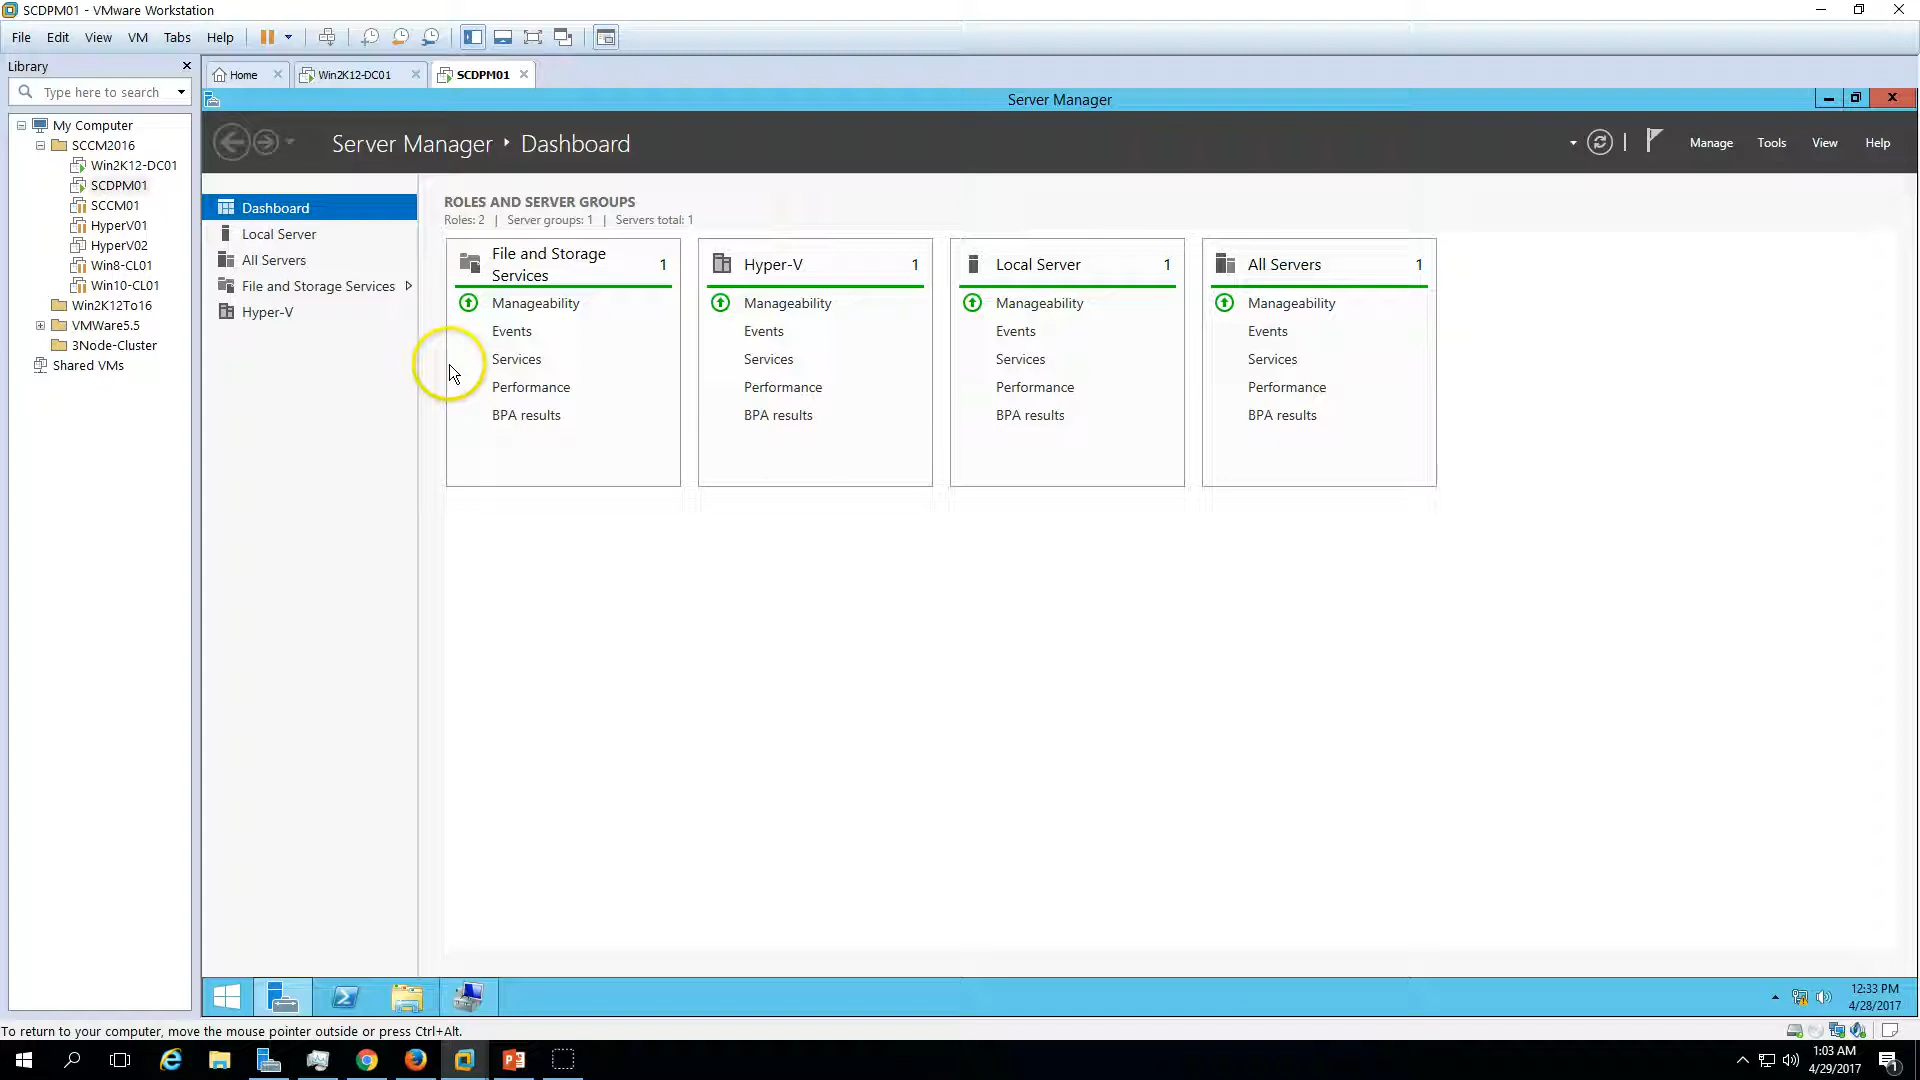 SCDPM01 - VMware Workstation
File Edit View VM Tabs Help
Library
Type here to search
My Computer
SCCM2016
Win2K12-DC01
SCDPM01
SCCM01
HyperV01
HyperV02
Win8-CL01
Win10-CL01
Win2K12To16
VMWare5.5
3Node-Cluster
Shared VMs
Home
Win2K12-DC01
SCDPM01
Server Manager
Server Manager Dashboard
Manage Tools View Help
Dashboard
Local Server
All Servers
File and Storage Services
Hyper-V
ROLES AND SERVER GROUPS
Roles: 2 | Server groups: 1 | Servers total: 1
File and Storage
Services
1
Manageability
Events
Services
Performance
BPA results
Hyper-V 1
Manageability
Events
Services
Performance
BPA results
Local Server 1
Manageability
Events
Services
Performance
BPA results
All Servers 1
Manageability
Events
Services
Performance
BPA results
12:33 PM
4/28/2017
To return to your computer, move the mouse pointer outside or press Ctrl+Alt.
1:03 AM
4/29/2017
1